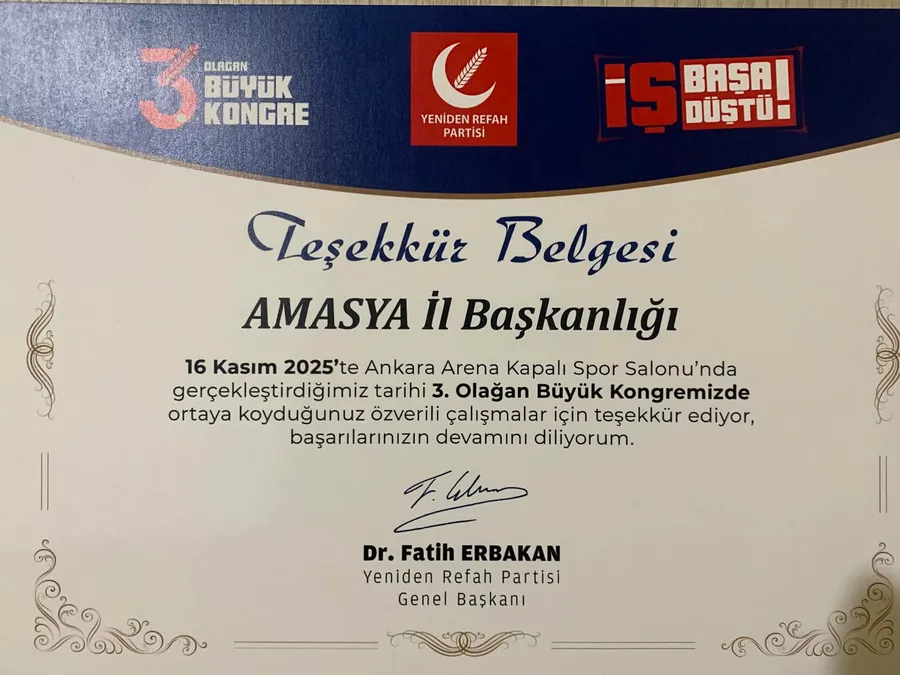 3. OLAĞAN
BÜYÜK
KONGRE
YENİDEN REFAH
PARTİSİ
İŞ BAŞA
DÜŞTÜ!
Teşekkür Belgesi
AMASYA İl Başkanlığı
16 Kasım 2025'te Ankara Arena Kapalı Spor Salonu'nda
gerçekleştirdiğimiz tarihi 3. Olağan Büyük Kongremizde
ortaya koyduğunuz özverili çalışmalar için teşekkür ediyor,
başarılarınızın devamını diliyorum.
Dr. Fatih ERBAKAN
Yeniden Refah Partisi
Genel Başkanı